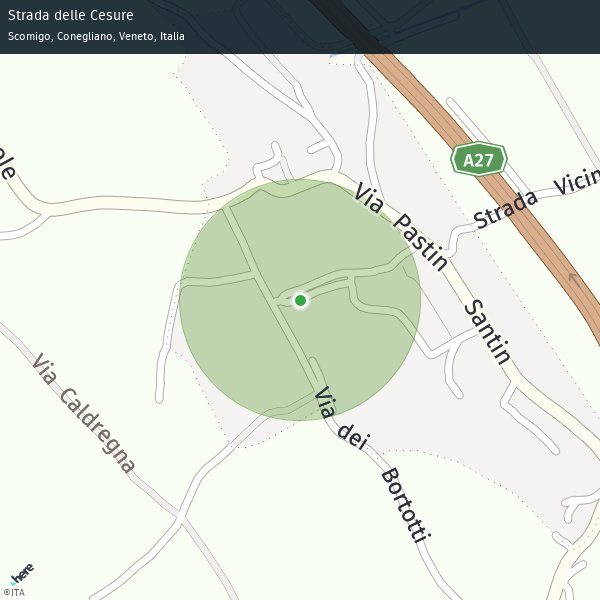 Strada delle Cesure
Scomigo, Conegliano, Veneto, Italia
A27
ole
Via Pastin Santin
Strada Vicin
Via Caldregna
Via dei Bortotti
here
©ITA